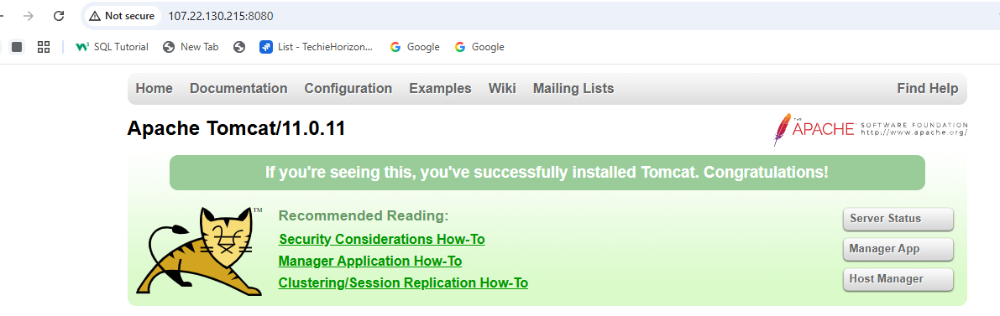 Not secure 107.22.130.215:8080
SQL Tutorial New Tab List - TechieHorizon... Google Google
Home Documentation Configuration Examples Wiki Mailing Lists Find Help
Apache Tomcat/11.0.11
THE APACHE® SOFTWARE FOUNDATION
http://www.apache.org/
If you're seeing this, you've successfully installed Tomcat. Congratulations!
TM
Recommended Reading:
Security Considerations How-To
Manager Application How-To
Clustering/Session Replication How-To
Server Status
Manager App
Host Manager